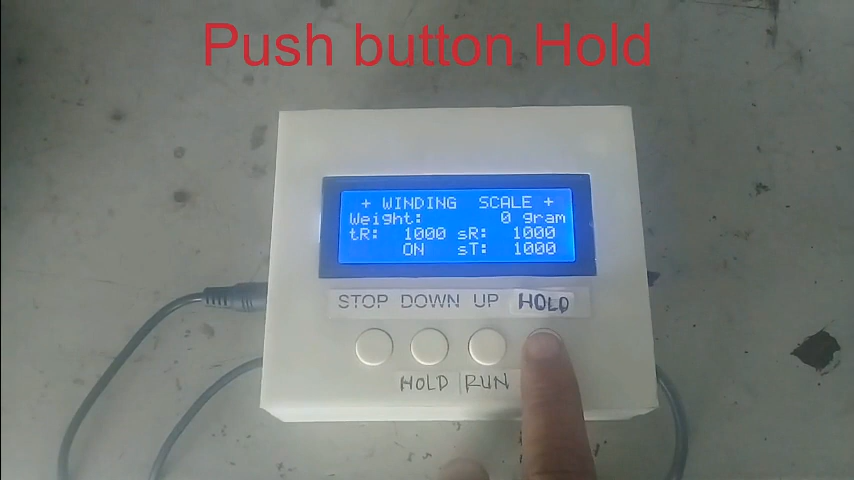 Push button Hold
+ WINDING SCALE +
Weight: 0 gram
tR: 1000 sR: 1000
ON sT: 1000
STOP DOWN UP HOLD
HOLD RUN